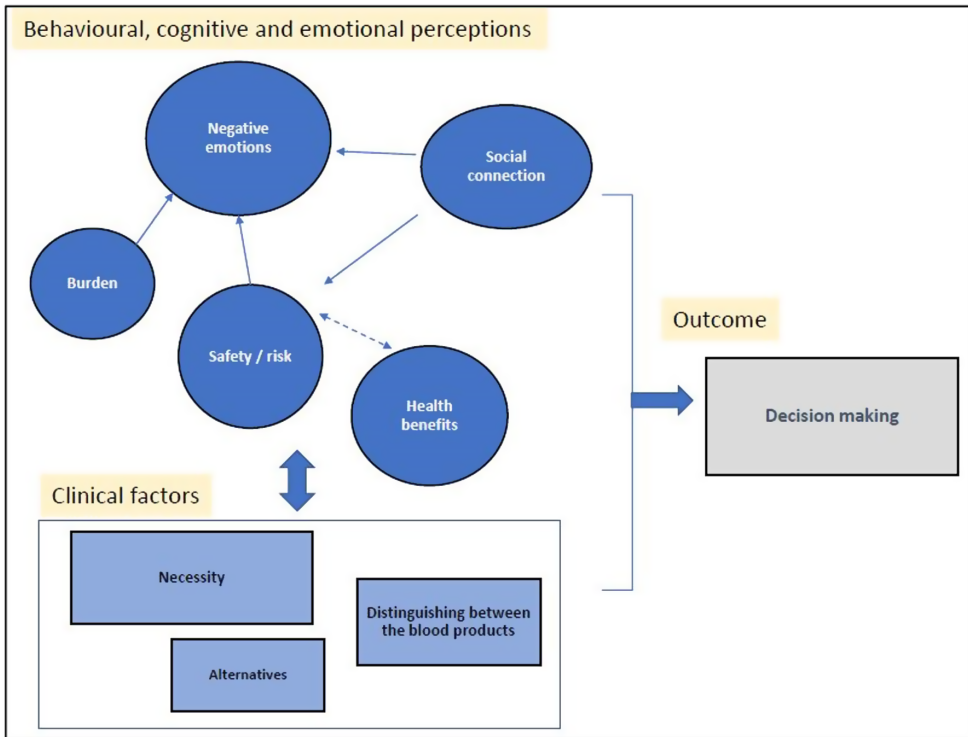 Behavioural, cognitive and emotional perceptions
Negative
emotions
Social
connection
Burden
Safety / risk
Health
benefits
Outcome
Decision making
Clinical factors
Necessity
Distinguishing between
the blood products
Alternatives